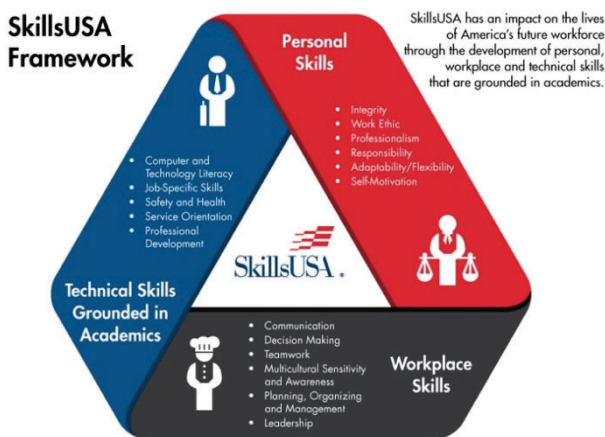 SkillsUSA
Framework
SkillsUSA has an impact on the lives
of America's future workforce
through the development of personal,
workplace and technical skills
that are grounded in academics.
Personal
Skills
• Integrity
• Work Ethic
• Professionalism
• Responsibility
• Adaptability/Flexibility
• Self-Motivation
• Computer and
Technology Literacy
• Job-Specific Skills
• Safety and Health
• Service Orientation
• Professional
Development
Technical Skills
Grounded in
Academics
SkillsUSA®
• Communication
• Decision Making
• Teamwork
• Multicultural Sensitivity
and Awareness
• Planning, Organizing
and Management
• Leadership
Workplace
Skills